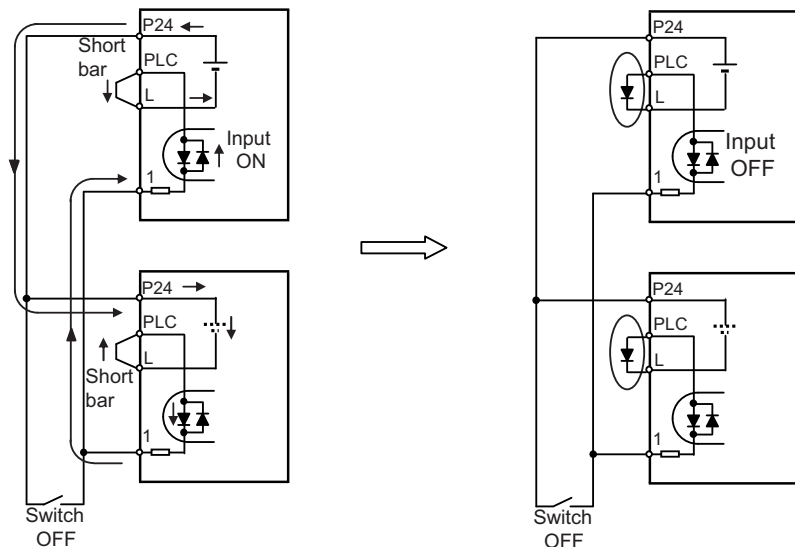 P24
Short
bar
PLC
L
Input
ON
1
P24
PLC
L
Short
bar
1
Switch
OFF
P24
PLC
L
Input
OFF
1
P24
PLC
L
1
Switch
OFF